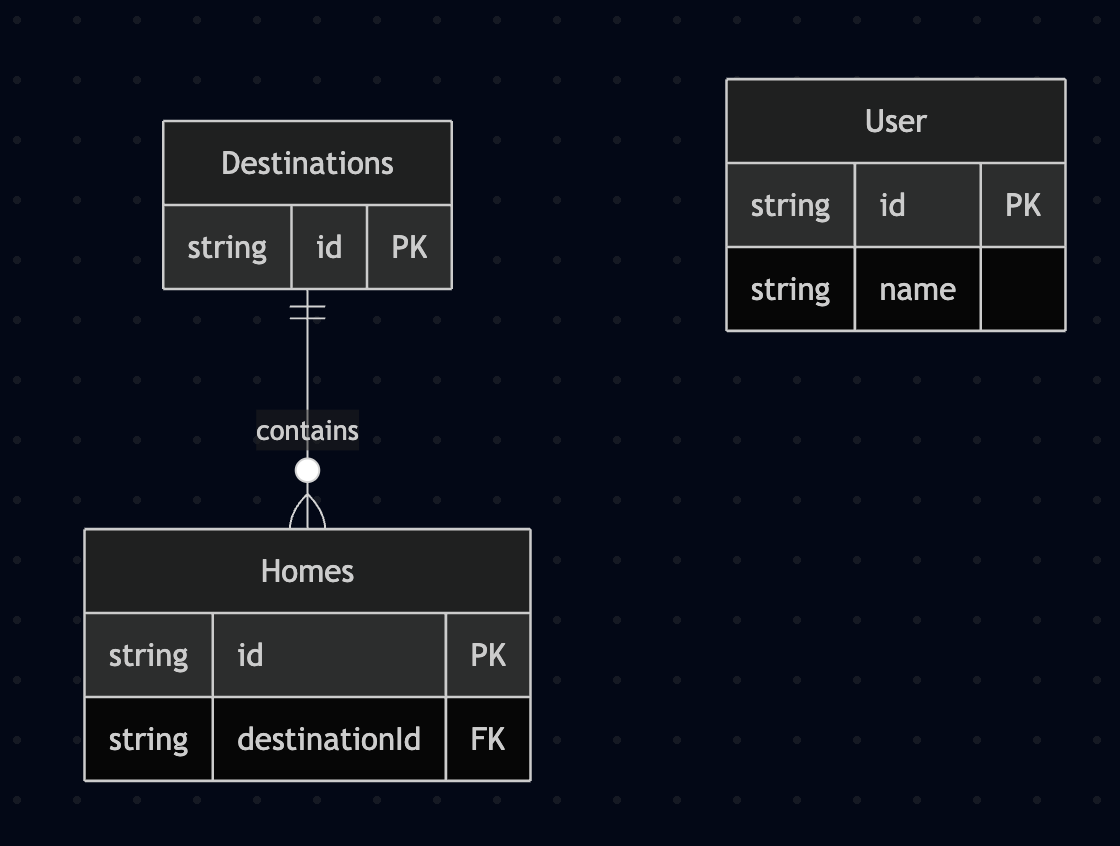 Destinations
string id PK
contains
Homes
string id PK
string destinationId FK
User
string id PK
string name